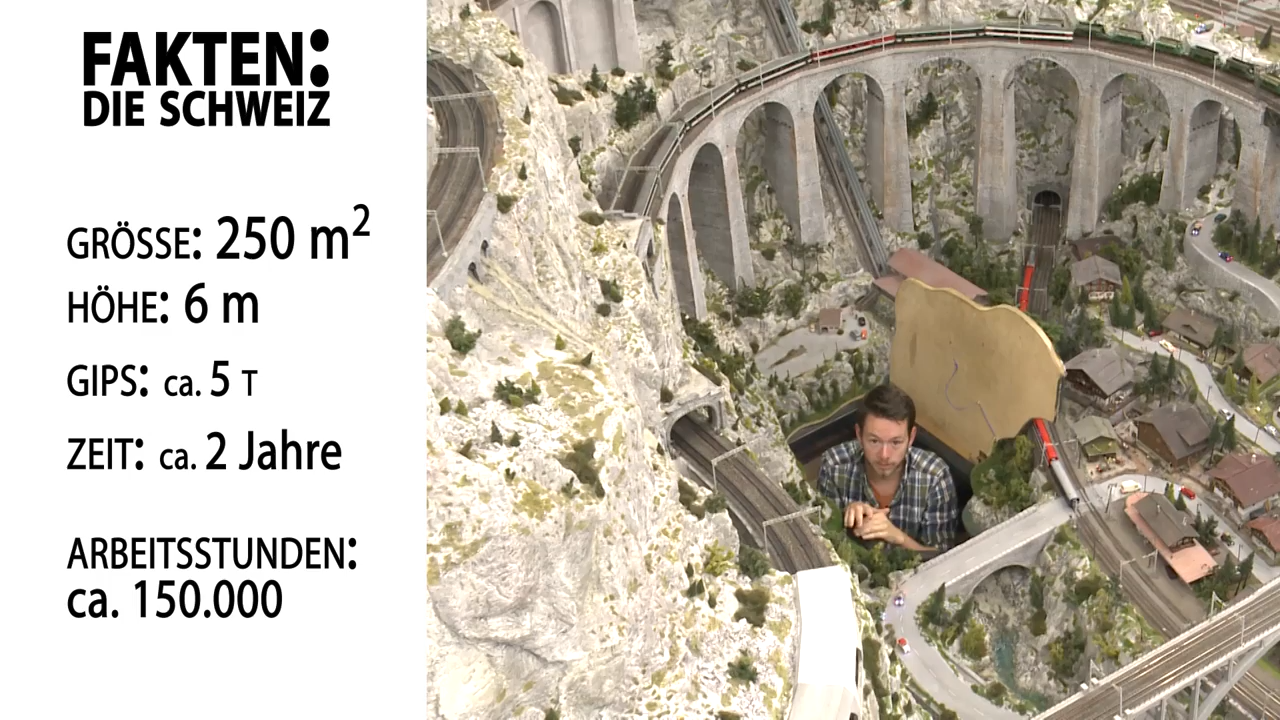 FAKTEN:
DIE SCHWEIZ
GRÖSSE: 250 m²
HÖHE: 6 m
GIPS: ca. 5 T
ZEIT: ca. 2 Jahre
ARBEITSSTUNDEN:
ca. 150.000